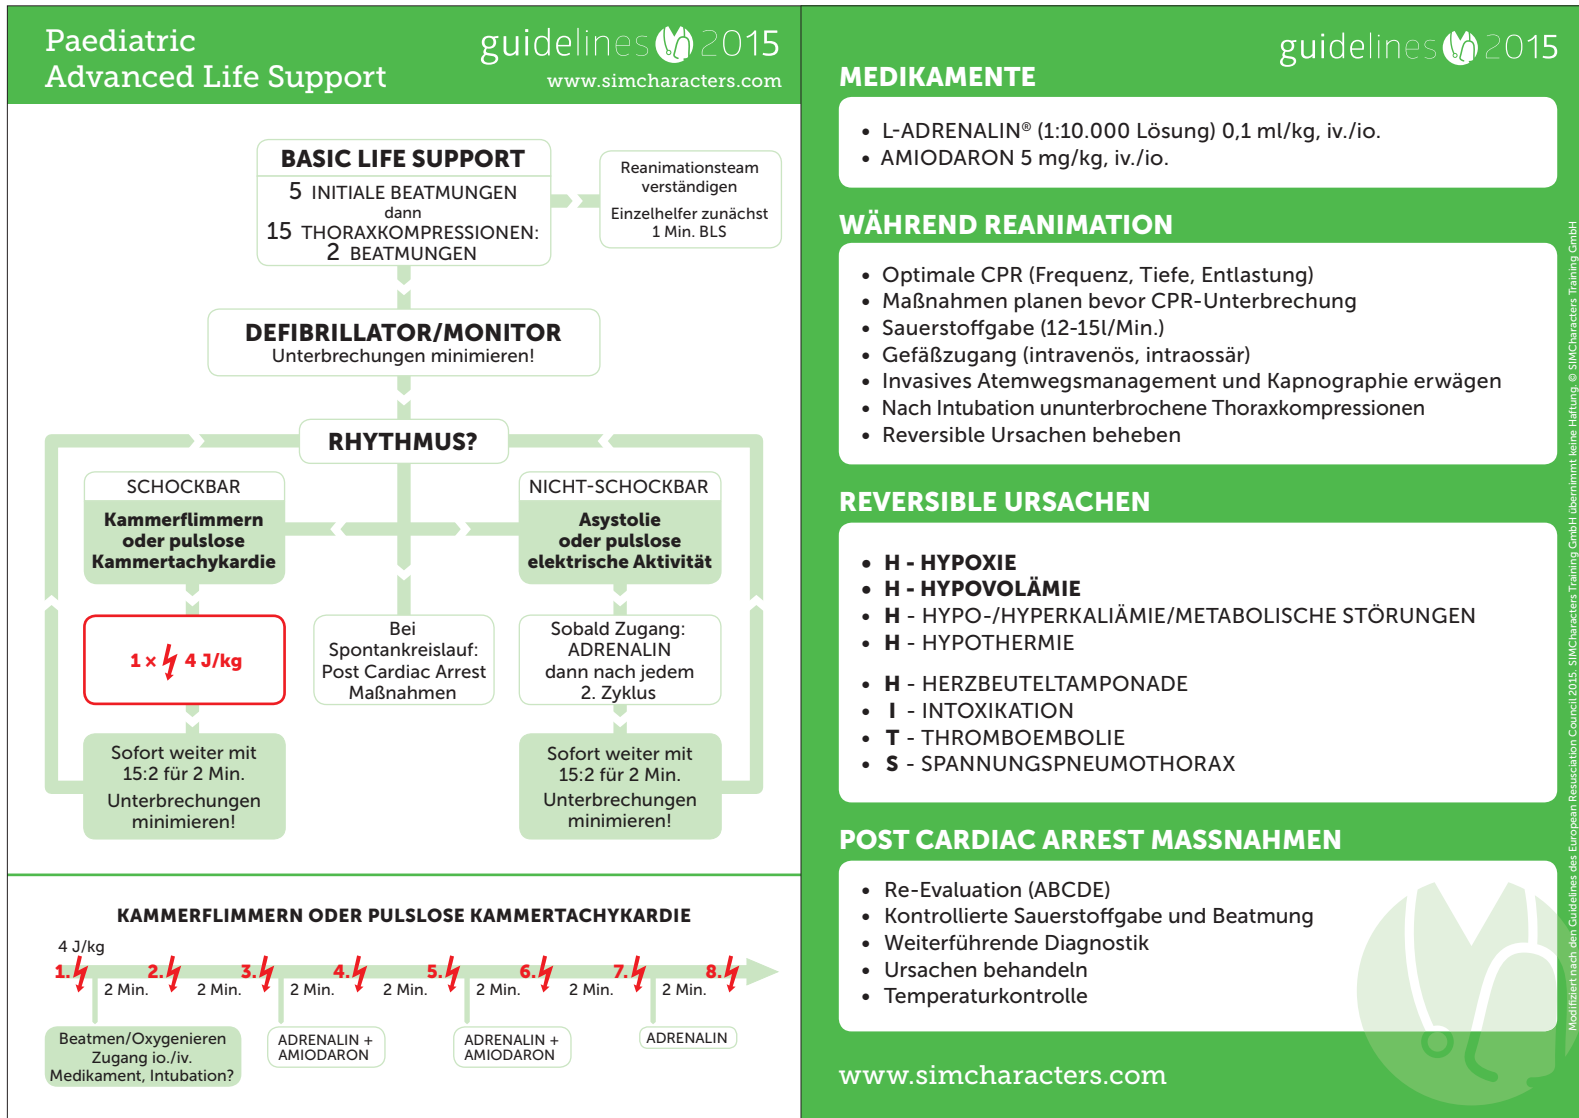 Paediatric
Advanced Life Support
guidelines 2015
www.simcharacters.com
BASIC LIFE SUPPORT
5 INITIALE BEATMUNGEN
dann
15 THORAXKOMPRESSIONEN:
2 BEATMUNGEN
Reanimationsteam
verständigen
Einzelhelfer zunächst
1 Min. BLS
DEFIBRILLATOR/MONITOR
Unterbrechungen minimieren!
RHYTHMUS?
SCHOCKBAR
Kammerflimmern
oder pulslose
Kammertachykardie
1 × 4 J/kg
Sofort weiter mit
15:2 für 2 Min.
Unterbrechungen
minimieren!
Bei
Spontankreislauf:
Post Cardiac Arrest
Maßnahmen
NICHT-SCHOCKBAR
Asystolie
oder pulslose
elektrische Aktivität
Sobald Zugang:
ADRENALIN
dann nach jedem
2. Zyklus
Sofort weiter mit
15:2 für 2 Min.
Unterbrechungen
minimieren!
KAMMERFLIMMERN ODER PULSLOSE KAMMERTACHYKARDIE
4 J/kg
1. 2. 3. 4. 5. 6. 7. 8.
2 Min. 2 Min. 2 Min. 2 Min. 2 Min. 2 Min. 2 Min.
Beatmen/Oxygenieren
Zugang io./iv.
Medikament, Intubation?
ADRENALIN +
AMIODARON
ADRENALIN +
AMIODARON
ADRENALIN
guidelines 2015
MEDIKAMENTE
• L-ADRENALIN® (1:10.000 Lösung) 0,1 ml/kg, iv./io.
• AMIODARON 5 mg/kg, iv./io.
WÄHREND REANIMATION
• Optimale CPR (Frequenz, Tiefe, Entlastung)
• Maßnahmen planen bevor CPR-Unterbrechung
• Sauerstoffgabe (12-15l/Min.)
• Gefäßzugang (intravenös, intraossär)
• Invasives Atemwegsmanagement und Kapnographie erwägen
• Nach Intubation ununterbrochene Thoraxkompressionen
• Reversible Ursachen beheben
REVERSIBLE URSACHEN
• H - HYPOXIE
• H - HYPOVOLÄMIE
• H - HYPO-/HYPERKALIÄMIE/METABOLISCHE STÖRUNGEN
• H - HYPOTHERMIE
• H - HERZBEUTELTAMPONADE
• I - INTOXIKATION
• T - THROMBOEMBOLIE
• S - SPANNUNGSPNEUMOTHORAX
POST CARDIAC ARREST MASSNAHMEN
• Re-Evaluation (ABCDE)
• Kontrollierte Sauerstoffgabe und Beatmung
• Weiterführende Diagnostik
• Ursachen behandeln
• Temperaturkontrolle
www.simcharacters.com
Modifiziert nach den Guidelines des European Resusciation Council 2015. SIMCharacters Training GmbH übernimmt keine Haftung. © SIMCharacters Training GmbH